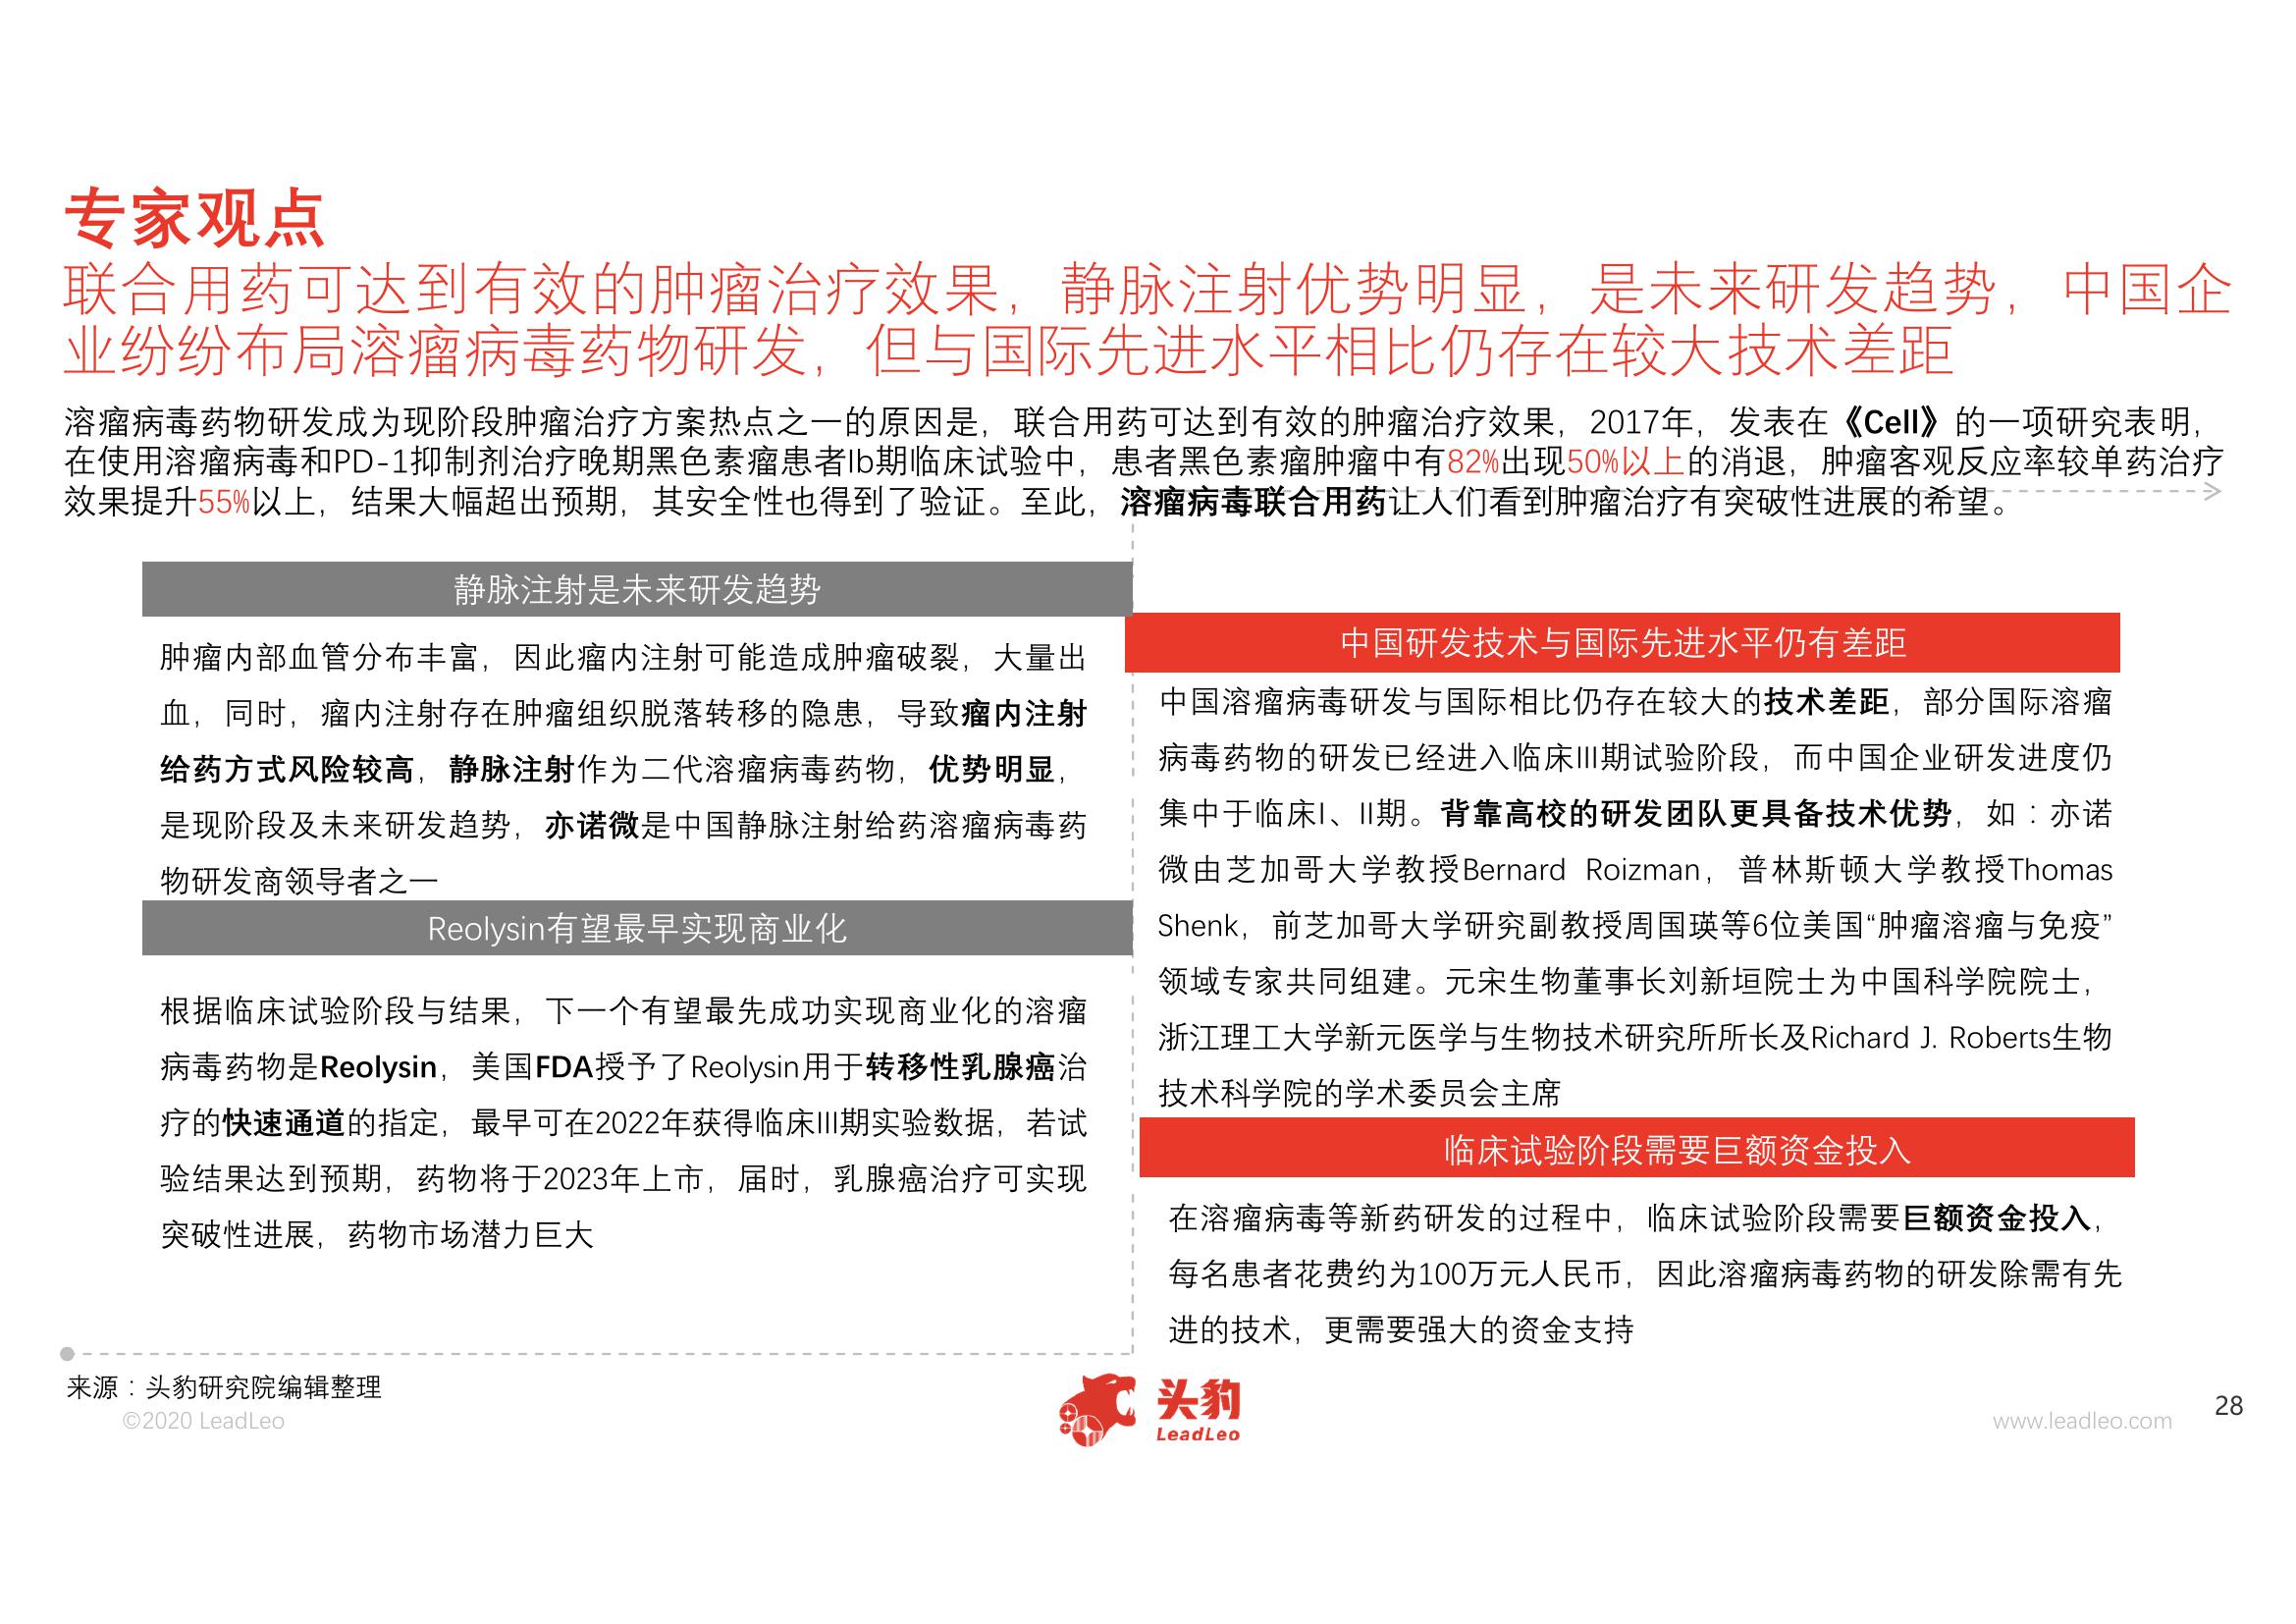 专家观点
联合用药可达到有效的肿瘤治疗效果，静脉注射优势明显，是未来研发趋势，中国企
业纷纷布局溶瘤病毒药物研发，但与国际先进水平相比仍存在较大技术差距
溶瘤病毒药物研发成为现阶段肿瘤治疗方案热点之一的原因是，联合用药可达到有效的肿瘤治疗效果，2017年，发表在《Cell》的一项研究表明，
在使用溶瘤病毒和PD-1抑制剂治疗晚期黑色素瘤患者Ib期临床试验中，患者黑色素瘤肿瘤中有82%出现50%以上的消退，肿瘤客观反应率较单药治疗
效果提升55%以上，结果大幅超出预期，其安全性也得到了验证。至此，溶瘤病毒联合用药让人们看到肿瘤治疗有突破性进展的希望。
静脉注射是未来研发趋势
肿瘤内部血管分布丰富，因此瘤内注射可能造成肿瘤破裂，大量出
血，同时，瘤内注射存在肿瘤组织脱落转移的隐患，导致瘤内注射
给药方式风险较高，静脉注射作为二代溶瘤病毒药物，优势明显，
是现阶段及未来研发趋势，亦诺微是中国静脉注射给药溶瘤病毒药
物研发商领导者之一
Reolysin有望最早实现商业化
根据临床试验阶段与结果，下一个有望最先成功实现商业化的溶瘤
病毒药物是Reolysin，美国FDA授予了Reolysin用于转移性乳腺癌治
疗的快速通道的指定，最早可在2022年获得临床III期实验数据，若试
验结果达到预期，药物将于2023年上市，届时，乳腺癌治疗可实现
突破性进展，药物市场潜力巨大
中国研发技术与国际先进水平仍有差距
中国溶瘤病毒研发与国际相比仍存在较大的技术差距，部分国际溶瘤
病毒药物的研发已经进入临床III期试验阶段，而中国企业研发进度仍
集中于临床I、II期。背靠高校的研发团队更具备技术优势，如：亦诺
微由芝加哥大学教授Bernard Roizman，普林斯顿大学教授Thomas
Shenk，前芝加哥大学研究副教授周国瑛等6位美国“肿瘤溶瘤与免疫”
领域专家共同组建。元宋生物董事长刘新垣院士为中国科学院院士，
浙江理工大学新元医学与生物技术研究所所长及Richard J. Roberts生物
技术科学院的学术委员会主席
临床试验阶段需要巨额资金投入
在溶瘤病毒等新药研发的过程中，临床试验阶段需要巨额资金投入，
每名患者花费约为100万元人民币，因此溶瘤病毒药物的研发除需有先
进的技术，更需要强大的资金支持
来源：头豹研究院编辑整理
©2020 LeadLeo
头豹
LeadLeo
www.leadleo.com
28